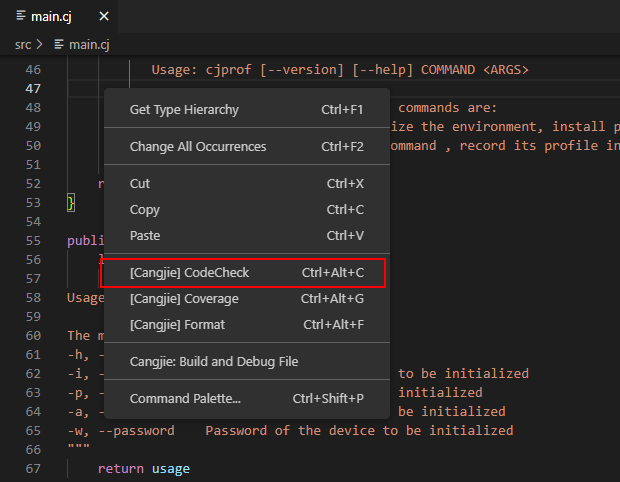 main.cj
src > main.cj
46 Usage: cjprof [--version] [--help] COMMAND <ARGS>
47
Get Type Hierarchy Ctrl+F1
48 commands are:
49 ize the environment, install p
Change All Occurrences Ctrl+F2
50 ommand , record its profile in
51
Cut Ctrl+X
52 r
Copy Ctrl+C
53 }
54
Paste Ctrl+V
55 publi
56 l
[Cangjie] CodeCheck Ctrl+Alt+C
57
58 Usage
[Cangjie] Coverage Ctrl+Alt+G
59
[Cangjie] Format Ctrl+Alt+F
60 The m
61 -h, -
Cangjie: Build and Debug File
62 -i, - to be initialized
63 -p, - initialized
Command Palette... Ctrl+Shift+P
64 -a, - be initialized
65 -w, --password Password of the device to be initialized
66 """
67 return usage